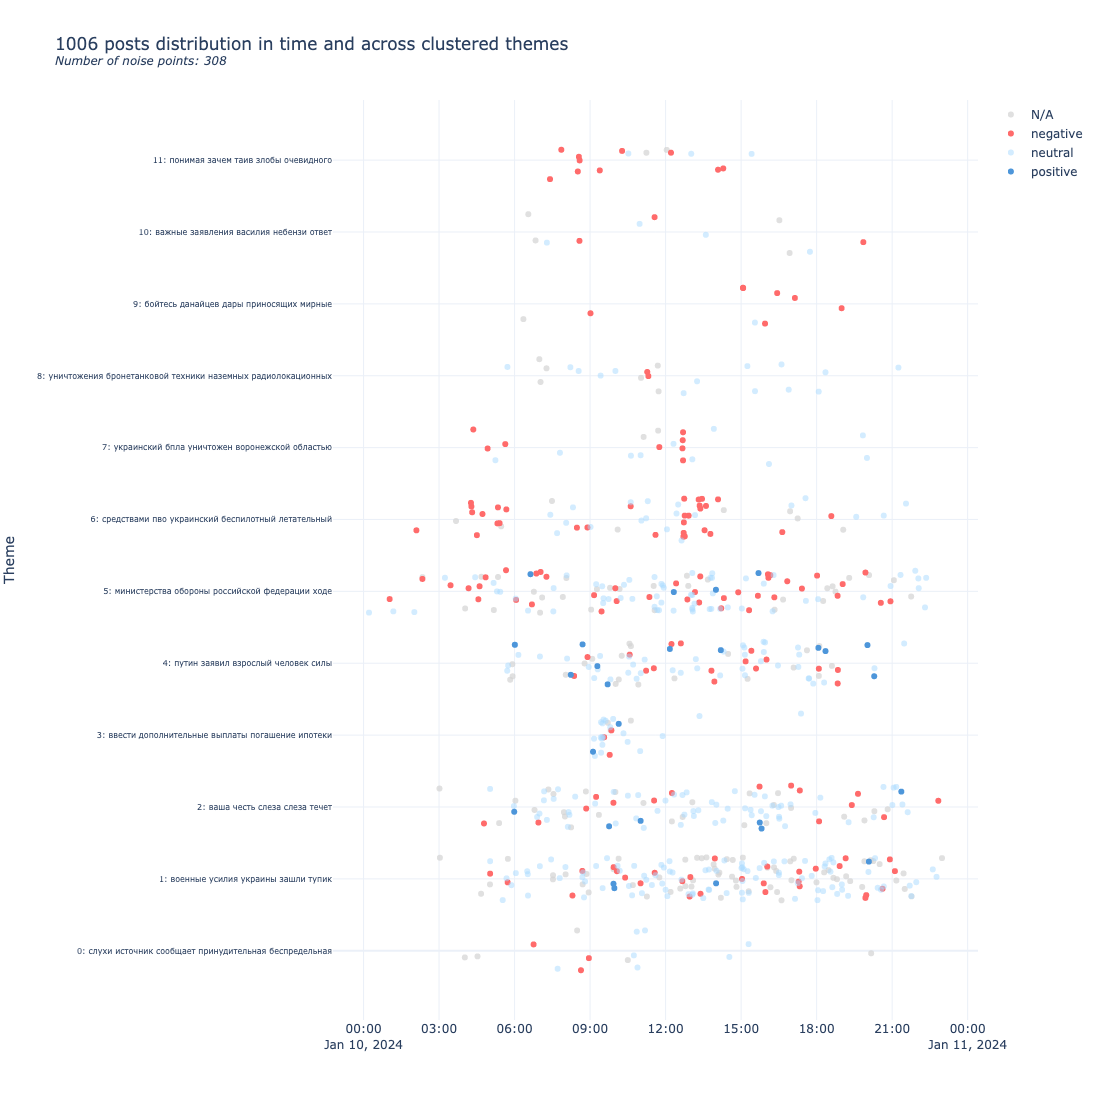 1006 posts distribution in time and across clustered themes
Number of noise points: 308
N/A
negative
neutral
positive
Theme
11: понимая зачем таив злобы очевидного
10: важные заявления василия небензи ответ
9: бойтесь данайцев дары приносящих мирные
8: уничтожения бронетанковой техники наземных радиолокационных
7: украинский бпла уничтожен воронежской областью
6: средствами пво украинский беспилотный летательный
5: министерства обороны российской федерации ходе
4: путин заявил взрослый человек силы
3: ввести дополнительные выплаты погашение ипотеки
2: ваша честь слеза слеза течет
1: военные усилия украины зашли тупик
0: слухи источник сообщает принудительная беспредельная
00:00 03:00 06:00 09:00 12:00 15:00 18:00 21:00 00:00
Jan 10, 2024 Jan 11, 2024